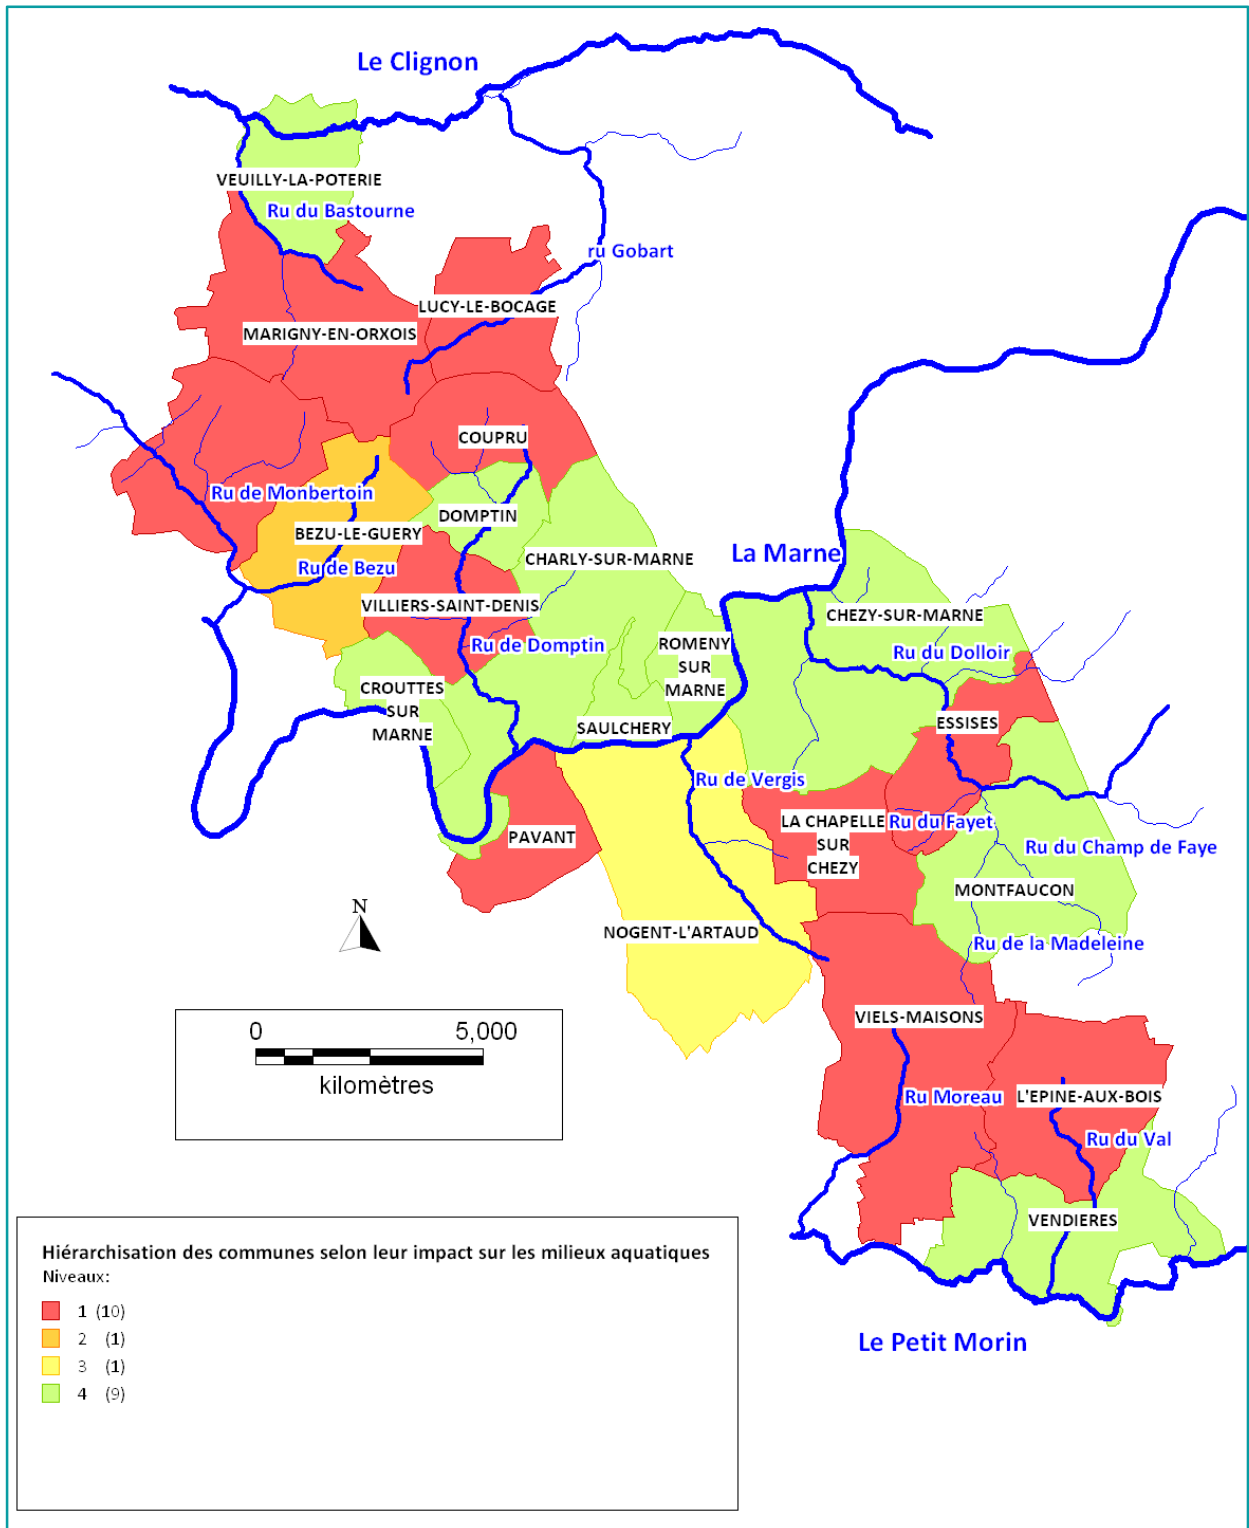 Le Clignon
VEUILLY-LA-POTERIE
Ru du Bastourne
ru Gobart
LUCY-LE-BOCAGE
MARIGNY-EN-ORXOIS
COUPRU
Ru de Monbertoin
DOMPTIN
BEZU-LE-GUERY
La Marne
CHARLY-SUR-MARNE
Ru de Bezu
VILLIERS-SAINT-DENIS
CHEZY-SUR-MARNE
Ru de Domptin
ROMENY
SUR
MARNE
Ru du Dolloir
CROUTTES
SUR
MARNE
ESSISES
SAULCHERY
Ru de Vergis
LA CHAPELLE
SUR
CHEZY
Ru du Fayet
PAVANT
Ru du Champ de Faye
MONTFAUCON
N
NOGENT-L'ARTAUD
Ru de la Madeleine
VIELS-MAISONS
0 5,000
kilomètres
Ru Moreau
L'EPINE-AUX-BOIS
Ru du Val
VENDIERES
Le Petit Morin
Hiérarchisation des communes selon leur impact sur les milieux aquatiques
Niveaux:
1 (10)
2 (1)
3 (1)
4 (9)